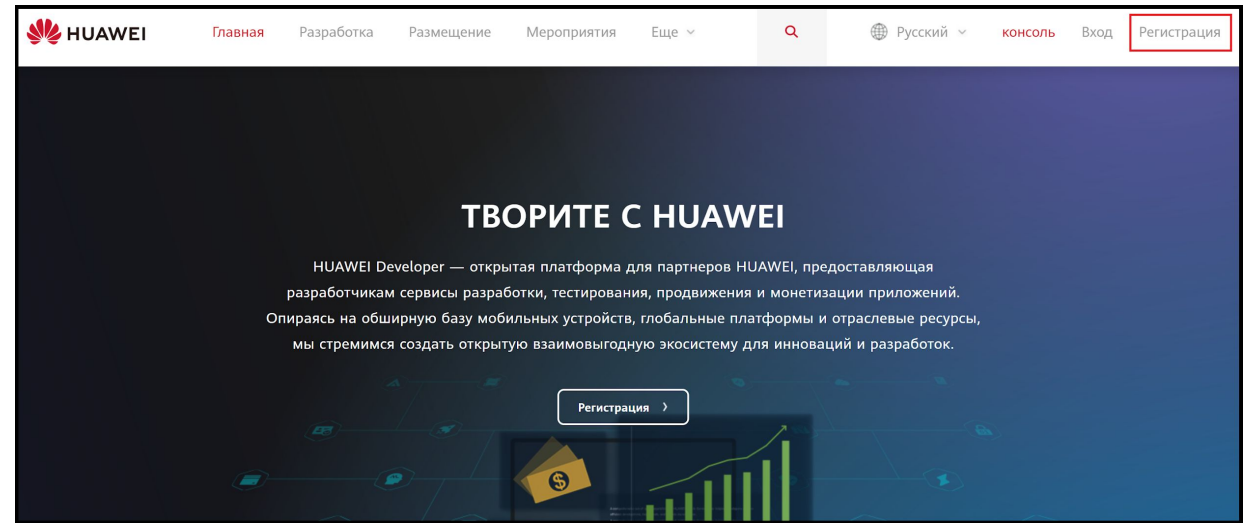 HUAWEI Главная Разработка Размещение Мероприятия Еще Русский консоль Вход Регистрация
ТВОРИТЕ С HUAWEI
HUAWEI Developer — открытая платформа для партнеров HUAWEI, предоставляющая
разработчикам сервисы разработки, тестирования, продвижения и монетизации приложений.
Опираясь на обширную базу мобильных устройств, глобальные платформы и отраслевые ресурсы,
мы стремимся создать открытую взаимовыгодную экосистему для инноваций и разработок.
Регистрация
$